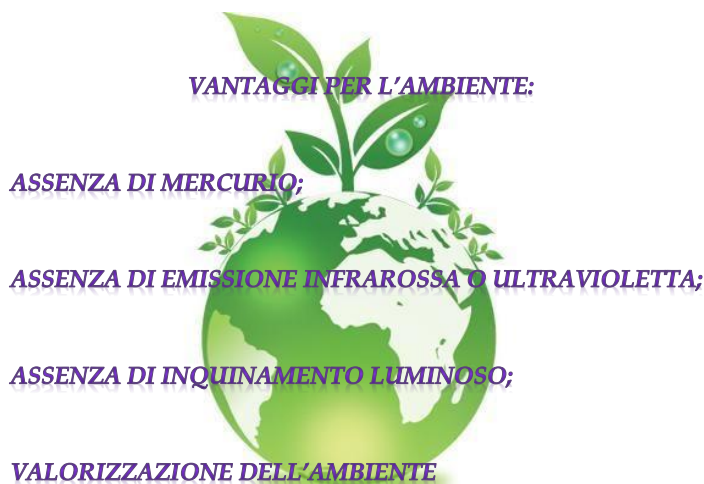 VANTAGGI PER L’AMBIENTE:
ASSENZA DI MERCURIO;
ASSENZA DI EMISSIONE INFRAROSSA O ULTRAVIOLETTA;
ASSENZA DI INQUINAMENTO LUMINOSO;
VALORIZZAZIONE DELL’AMBIENTE